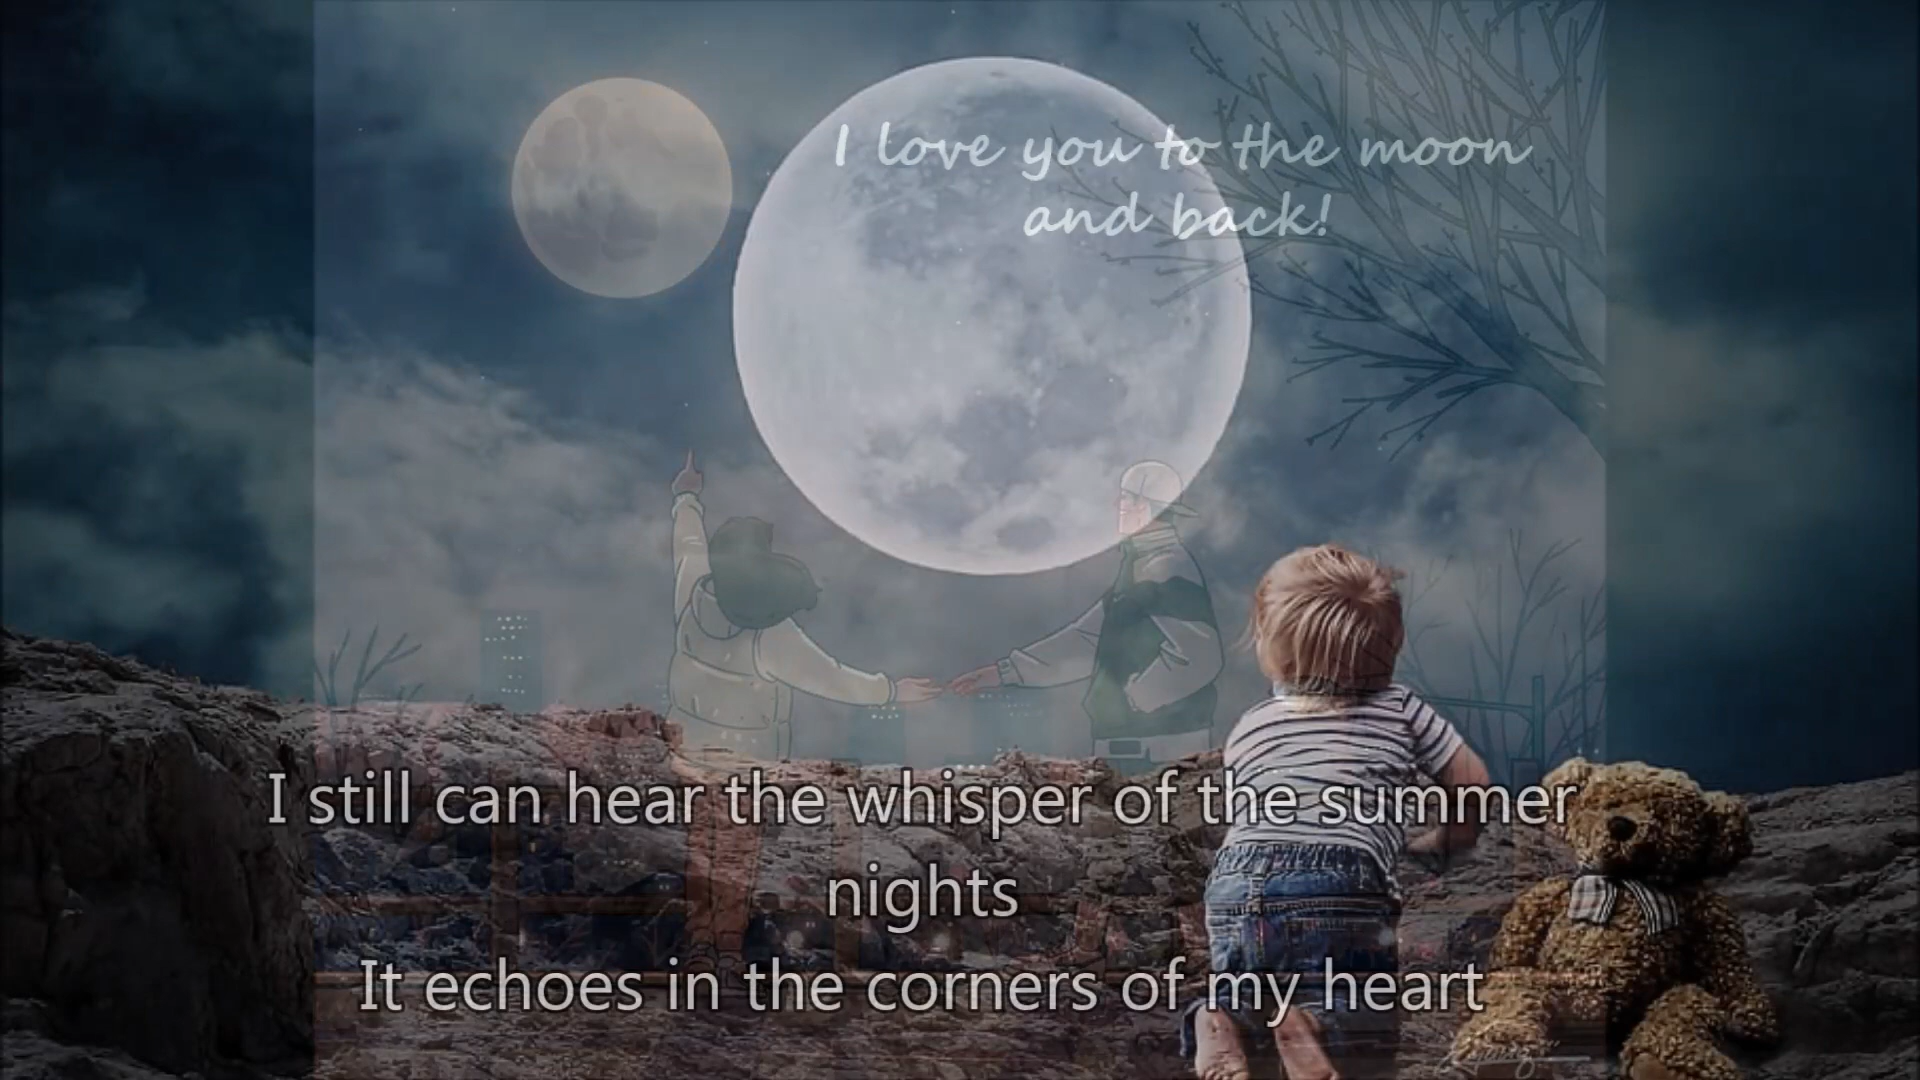 I love you to the moon
and back!
I still can hear the whisper of the summer
nights
It echoes in the corners of my heart